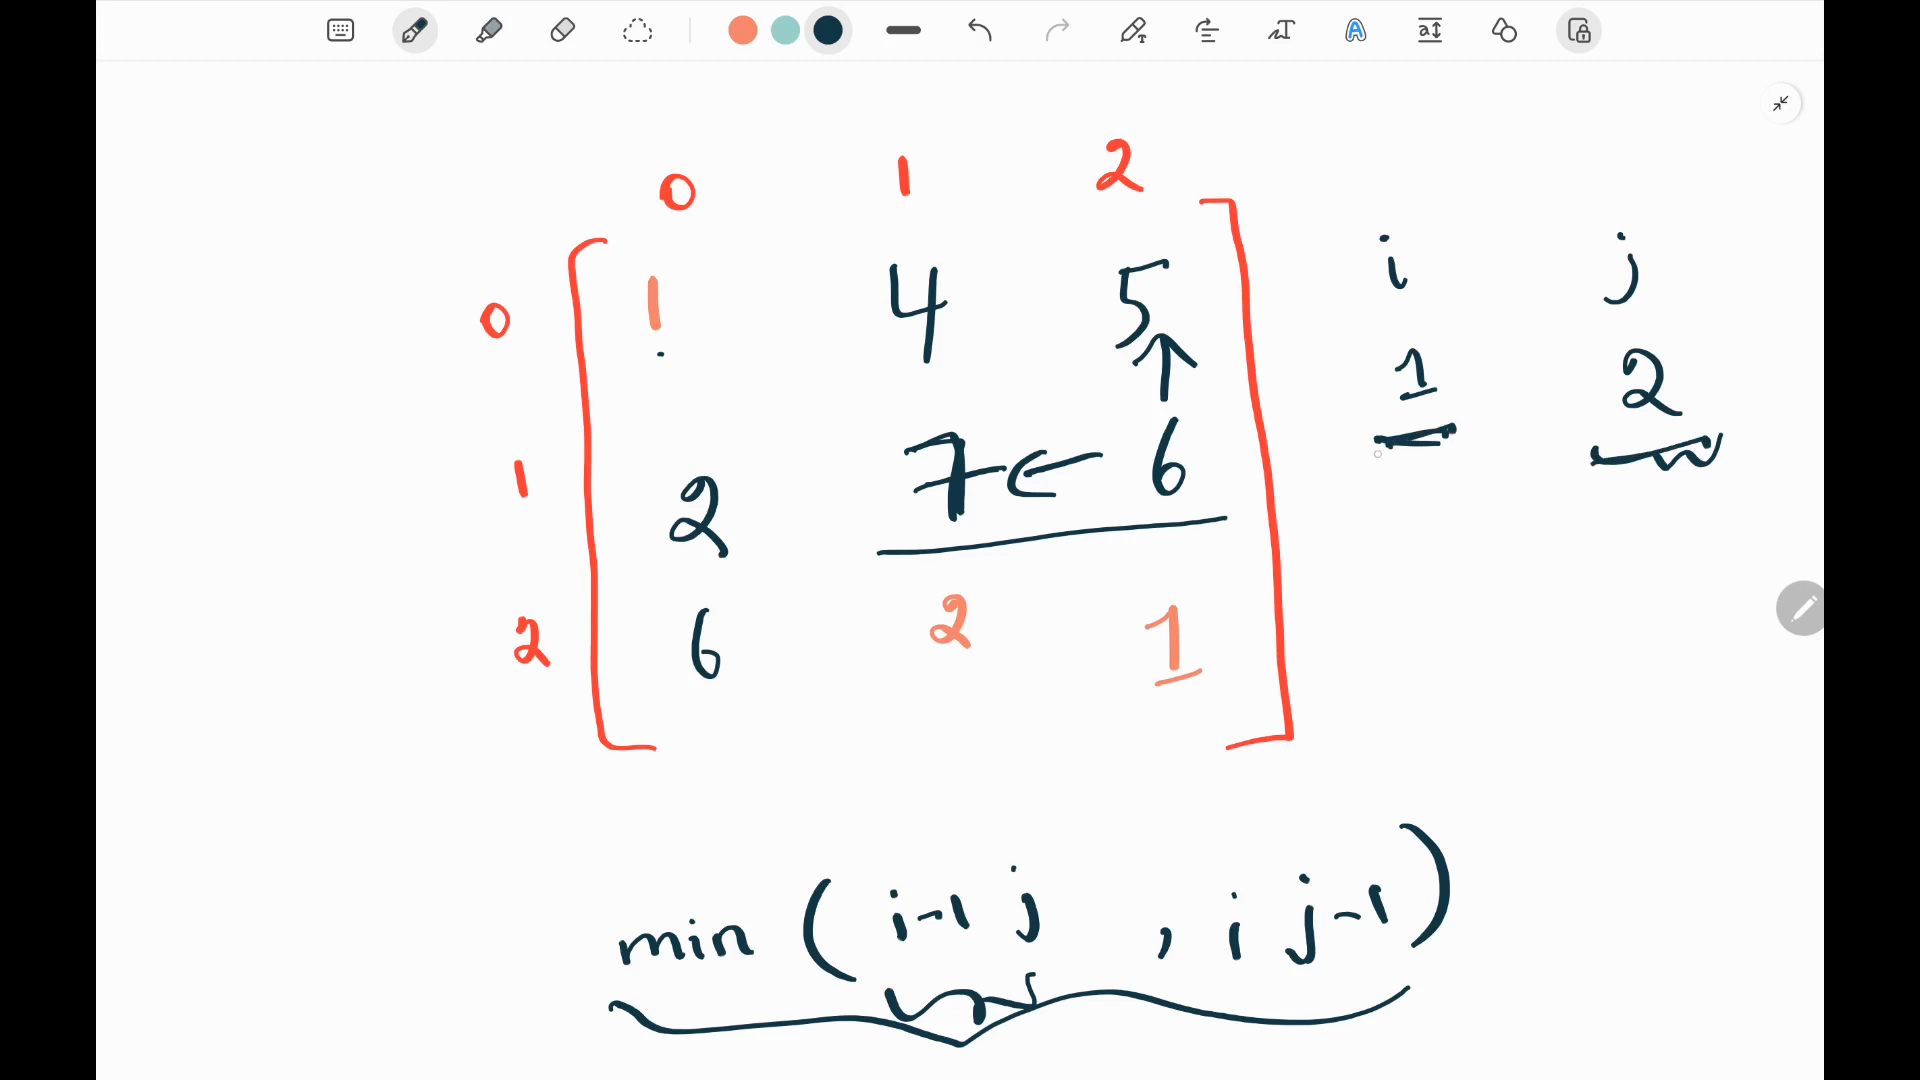 0 1 2
0 1 4 5 i j
1 2 7 ← 6 1 2
2 6 2 1
min ( i-1 j , i j-1 )